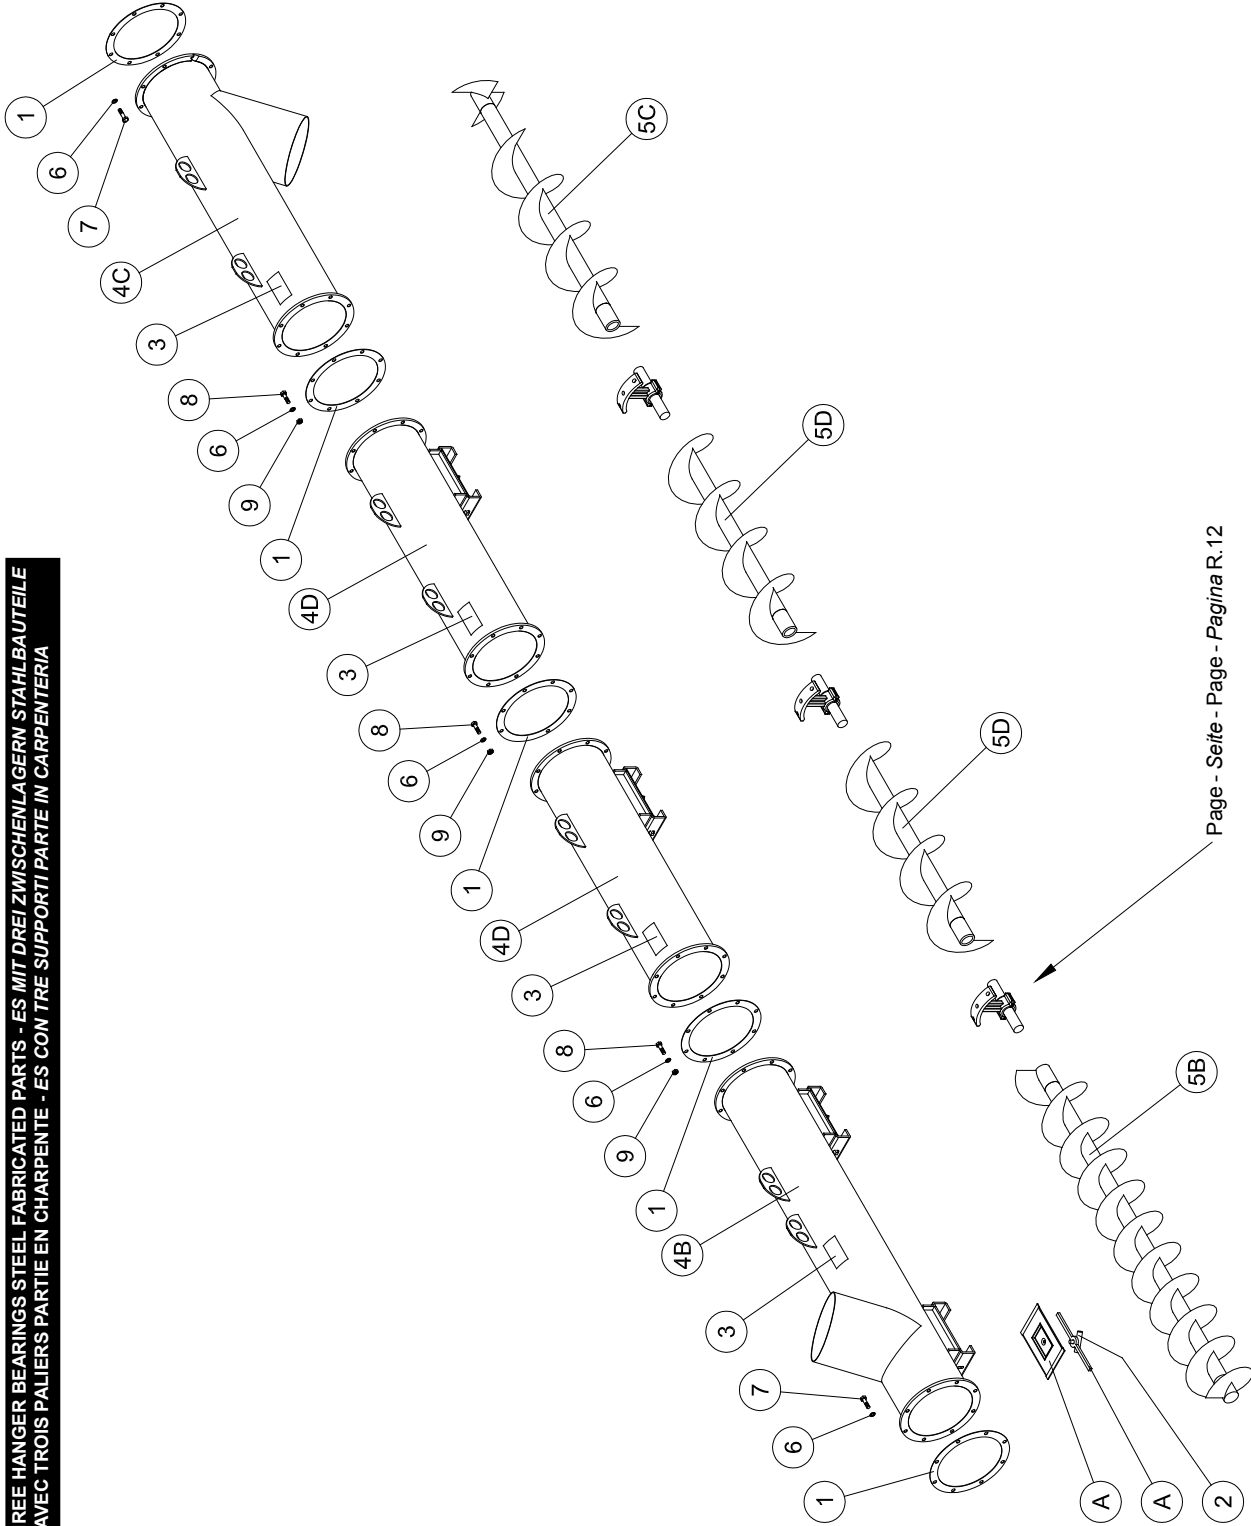 REE HANGER BEARINGS STEEL FABRICATED PARTS - ES MIT DREI ZWISCHENLAGERN STAHLBAUTEILE
AVEC TROIS PALIERS PARTIE EN CHARPENTE - ES CON TRE SUPPORTI PARTE IN CARPENTERIA
1
6
7
3
4B
1
9
6
8
3
4D
1
9
6
8
3
4D
1
9
6
8
3
4C
7
6
1
5C
5D
5D
5B
A
A
2
Page - Seite - Page - Pagina R.12